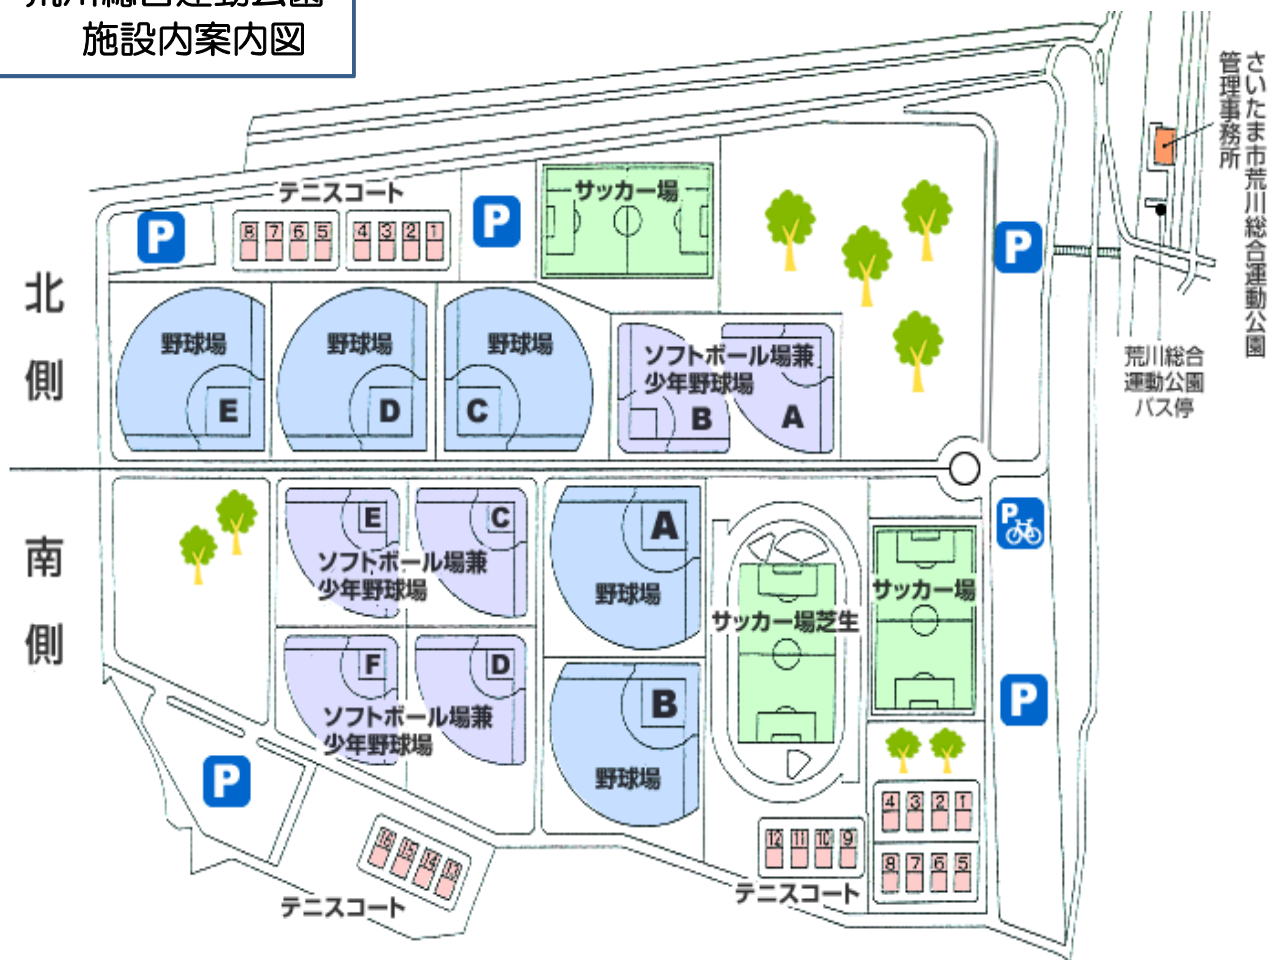 荒川総合運動公園
施設内案内図
さいたま市荒川総合運動公園
管理事務所
テニスコート
サッカー場
P
P
P
8 7 6 5 4 3 2 1
北側
野球場
野球場
野球場
E
D
C
ソフトボール場兼
少年野球場
B
A
荒川総合
運動公園
バス停
南側
E
C
ソフトボール場兼
少年野球場
A
野球場
P
サッカー場
サッカー場芝生
F
D
ソフトボール場兼
少年野球場
B
野球場
P
P
4 3 2 1
8 7 6 5
12 11 10 9
テニスコート
16 15 14 13
テニスコート